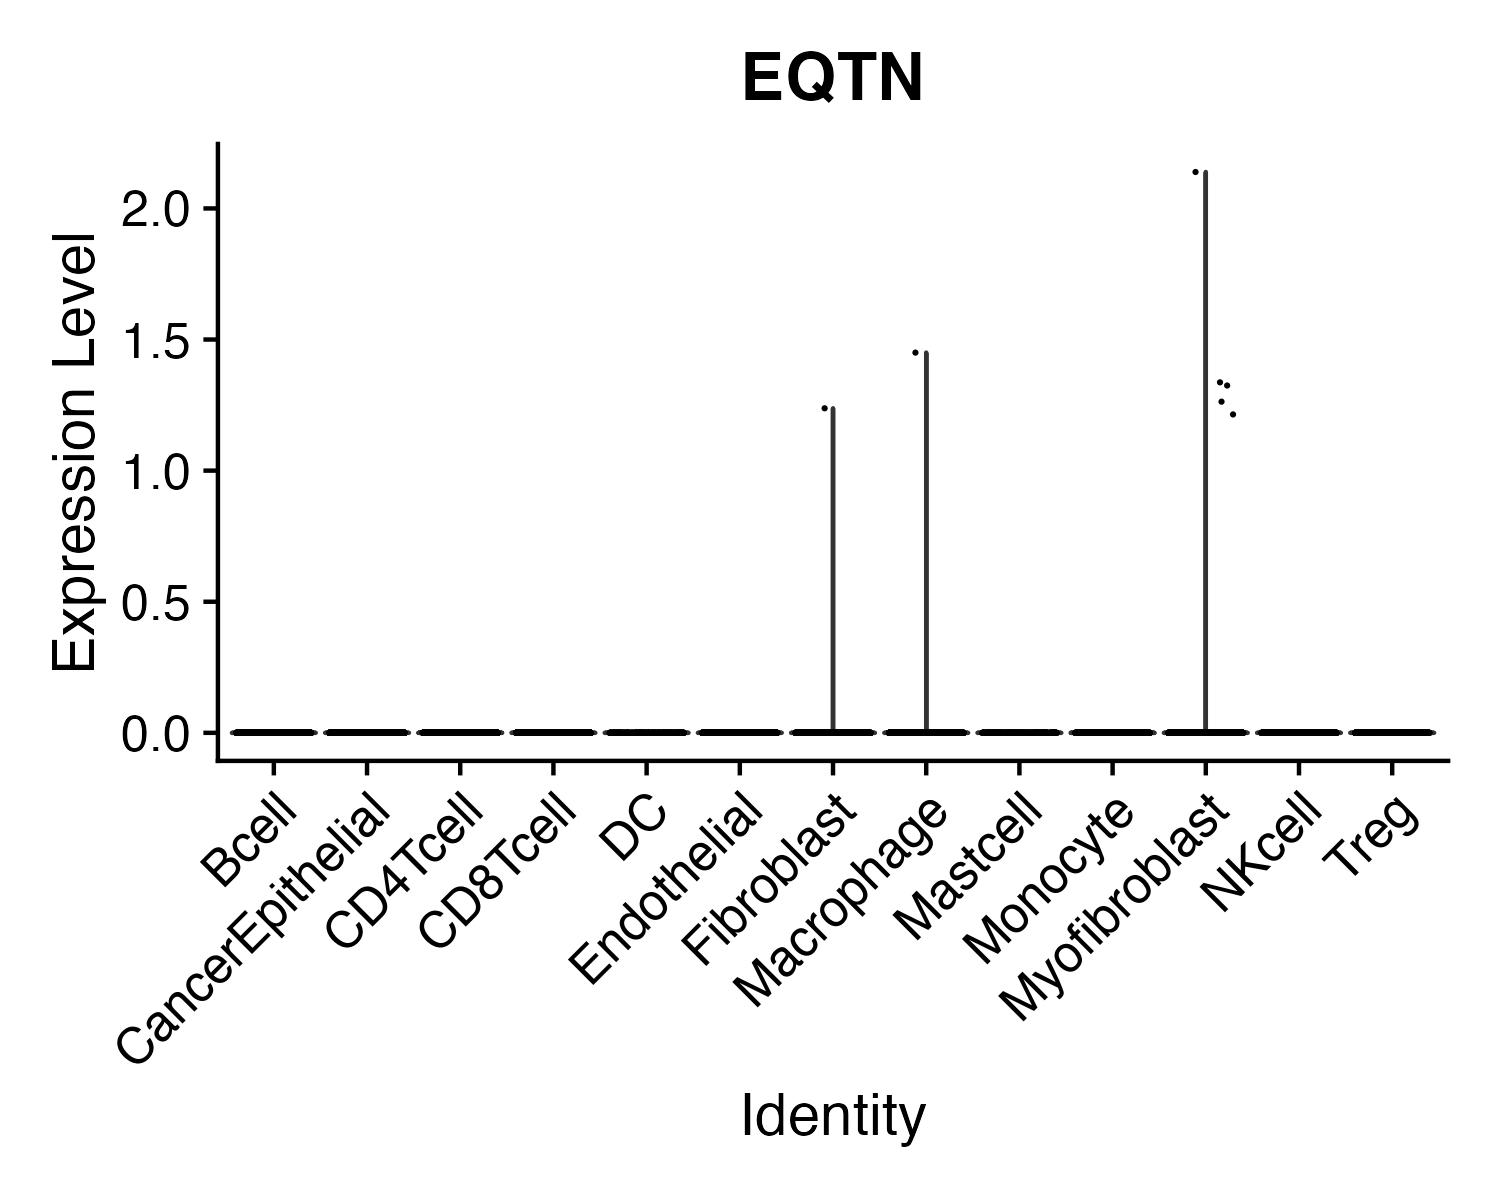 EQTN
Expression Level
2.0
1.5
1.0
0.5
0.0
Bcell
CancerEpithelial
CD4Tcell
CD8Tcell
DC
Endothelial
Fibroblast
Macrophage
Mastcell
Monocyte
Myofibroblast
NKcell
Treg
Identity